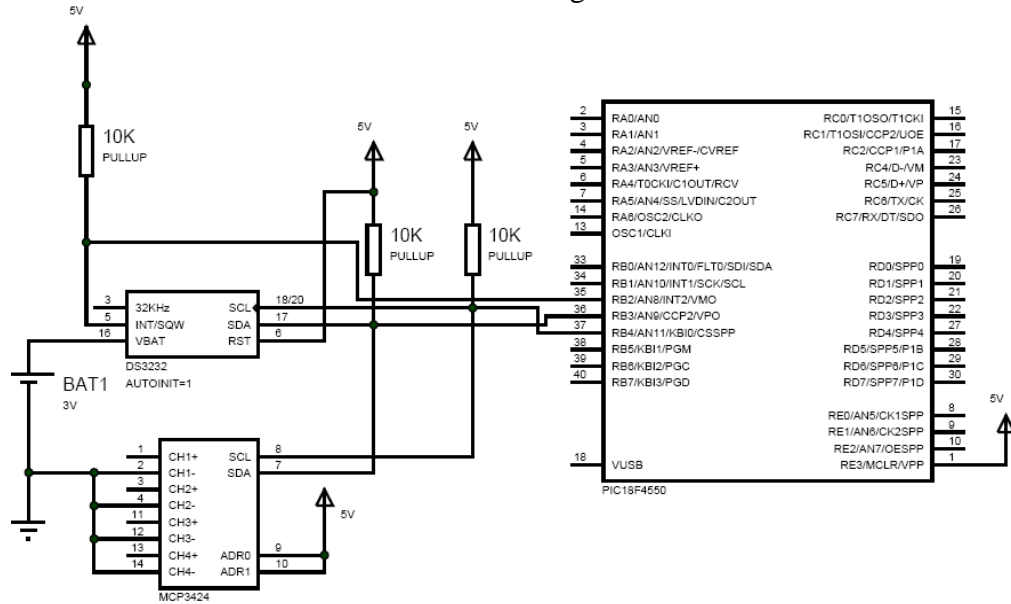 5V
10K
PULLUP
5V
5V
10K
PULLUP
10K
PULLUP
3 32KHz
5 INT/SQW
16 VBAT
SCL 18/20
SDA 17
RST 6
DS3232
AUTOINIT=1
BAT1
3V
1 CH1+
2 CH1-
3 CH2+
4 CH2-
11 CH3+
12 CH3-
13 CH4+
14 CH4-
SCL 8
SDA 7
ADR0 9
ADR1 10
5V
MCP3424
2 RA0/AN0
3 RA1/AN1
4 RA2/AN2/VREF-/CVREF
5 RA3/AN3/VREF+
6 RA4/T0CKI/C1OUT/RCV
7 RA5/AN4/SS/LVDIN/C2OUT
14 RA6/OSC2/CLKO
13 OSC1/CLKI
33 RB0/AN12/INT0/FLT0/SDI/SDA
34 RB1/AN10/INT1/SCK/SCL
35 RB2/AN8/INT2/VMO
36 RB3/AN9/CCP2/VPO
37 RB4/AN11/KBI0/CSSPP
38 RB5/KBI1/PGM
39 RB6/KBI2/PGC
40 RB7/KBI3/PGD
18 VUSB
RC0/T1OSO/T1CKI 15
RC1/T1OSI/CCP2/UOE 16
RC2/CCP1/P1A 17
RC4/D-/VM 23
RC5/D+/VP 24
RC6/TX/CK 25
RC7/RX/DT/SDO 26
RD0/SPP0 19
RD1/SPP1 20
RD2/SPP2 21
RD3/SPP3 22
RD4/SPP4 27
RD5/SPP5/P1B 28
RD6/SPP6/P1C 29
RD7/SPP7/P1D 30
RE0/AN5/CK1SPP 8
RE1/AN6/CK2SPP 9
RE2/AN7/OESPP 10
RE3/MCLR/VPP 1
5V
PIC18F4550